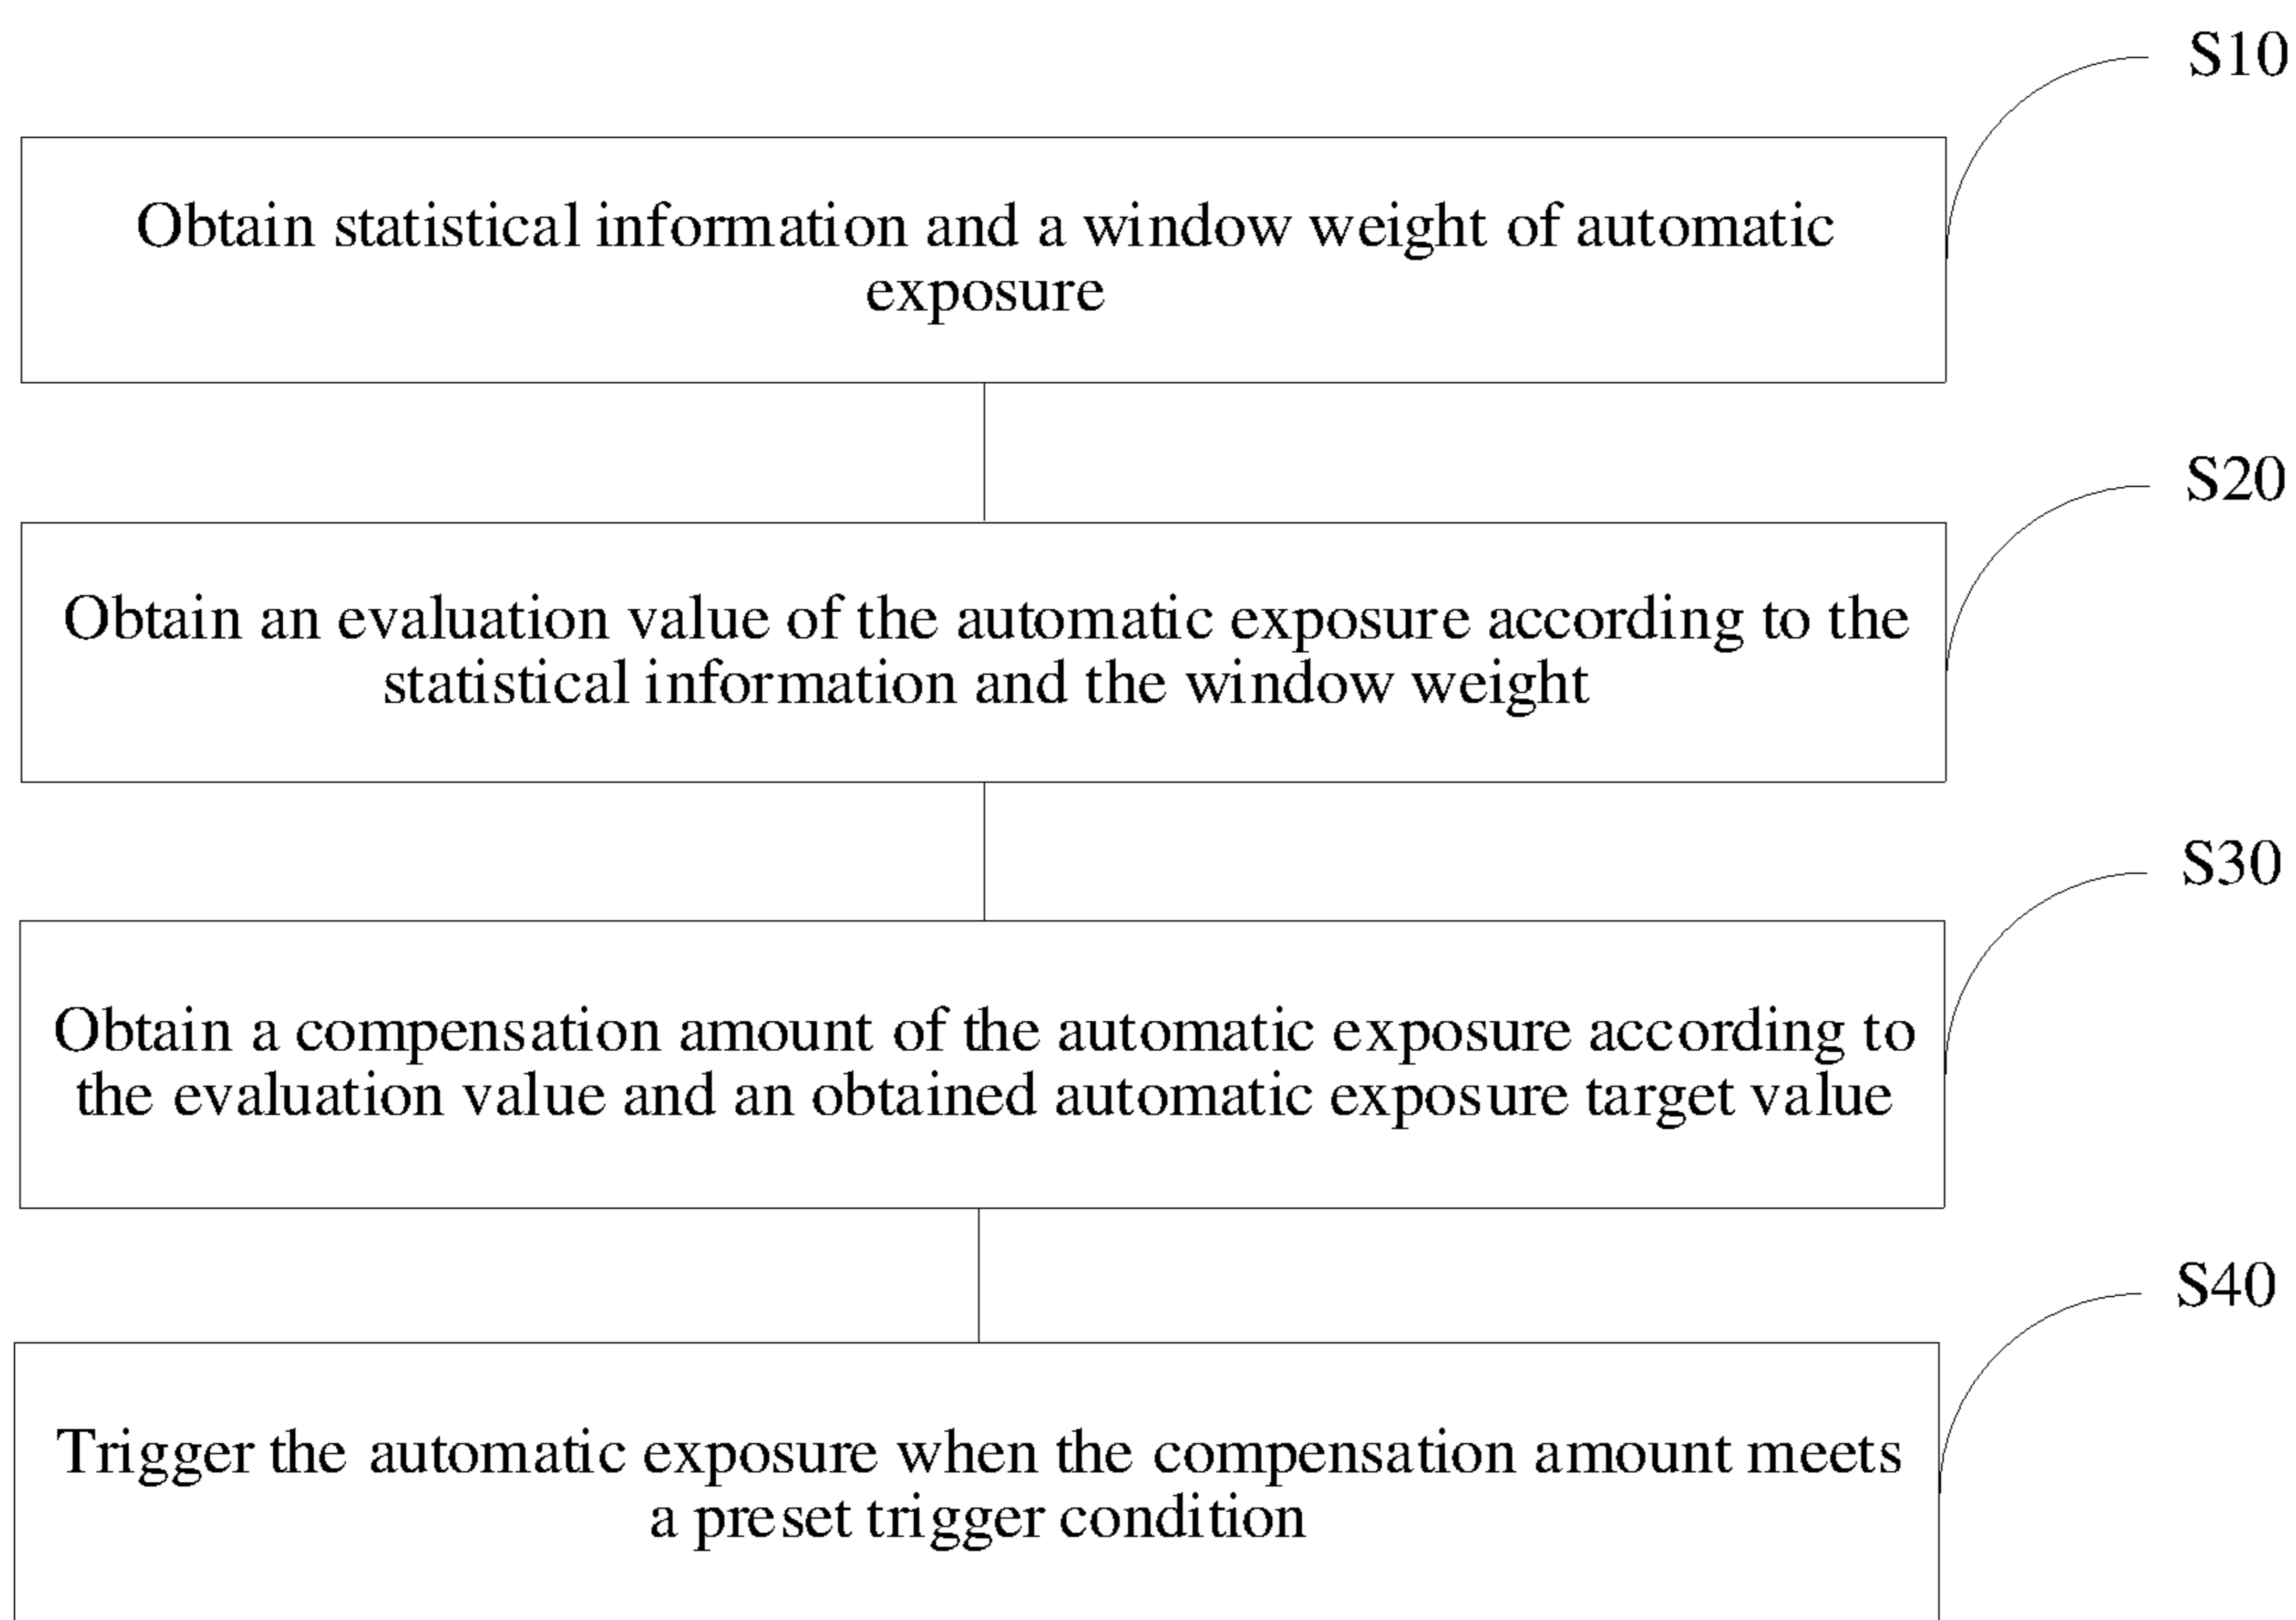 S10
Obtain statistical information and a window weight of automatic
exposure
S20
Obtain an evaluation value of the automatic exposure according to the
statistical information and the window weight
S30
Obtain a compensation amount of the automatic exposure according to
the evaluation value and an obtained automatic exposure target value
S40
Trigger the automatic exposure when the compensation amount meets
a preset trigger condition